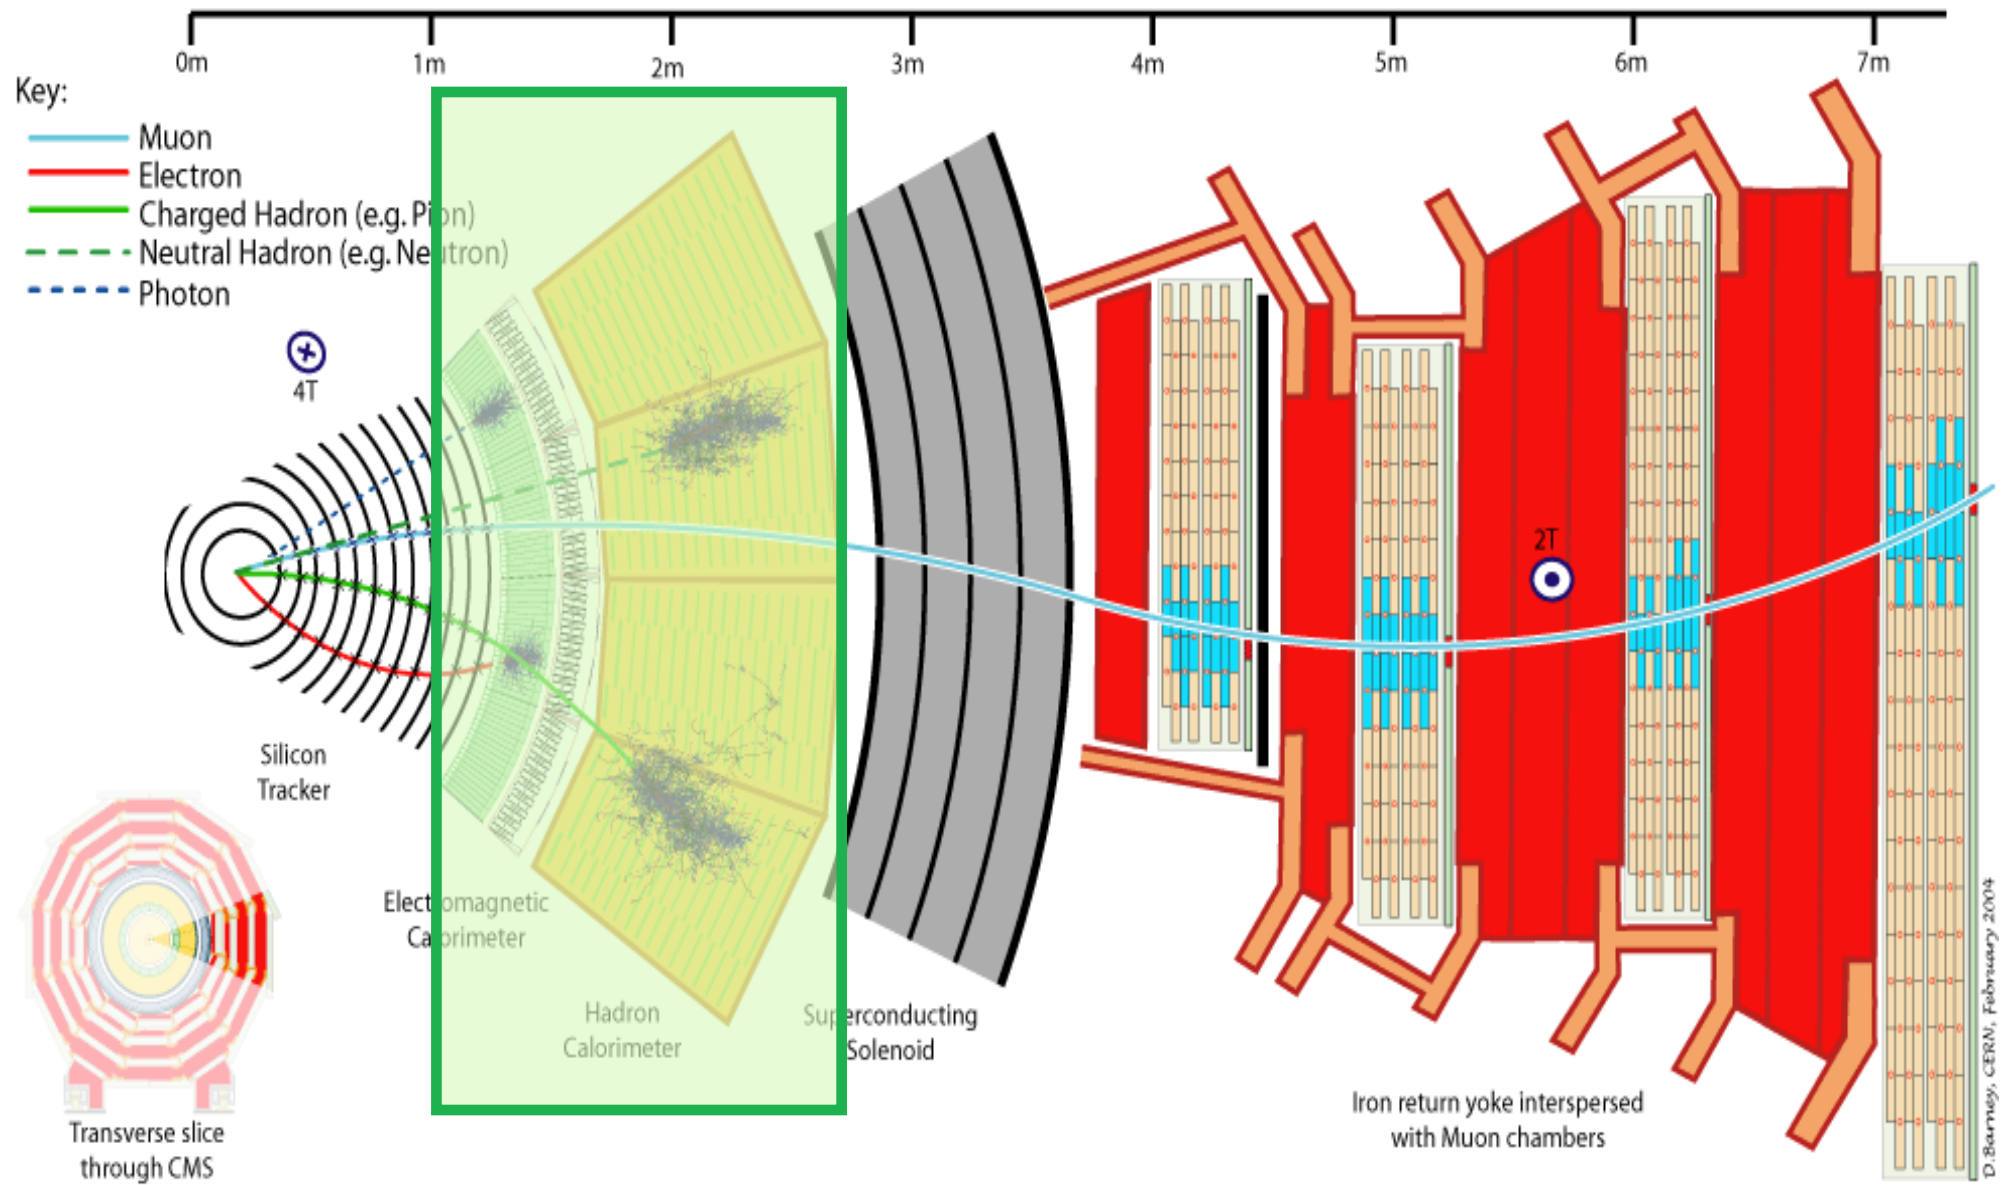 0m 1m 2m 3m 4m 5m 6m 7m
Key:
Muon
Electron
Charged Hadron (e.g. Pion)
Neutral Hadron (e.g. Neutron)
Photon
4T
2T
Silicon
Tracker
Electromagnetic
Calorimeter
Hadron
Calorimeter
Superconducting
Solenoid
Iron return yoke interspersed
with Muon chambers
Transverse slice
through CMS
D.Barney, CERN, February 2004